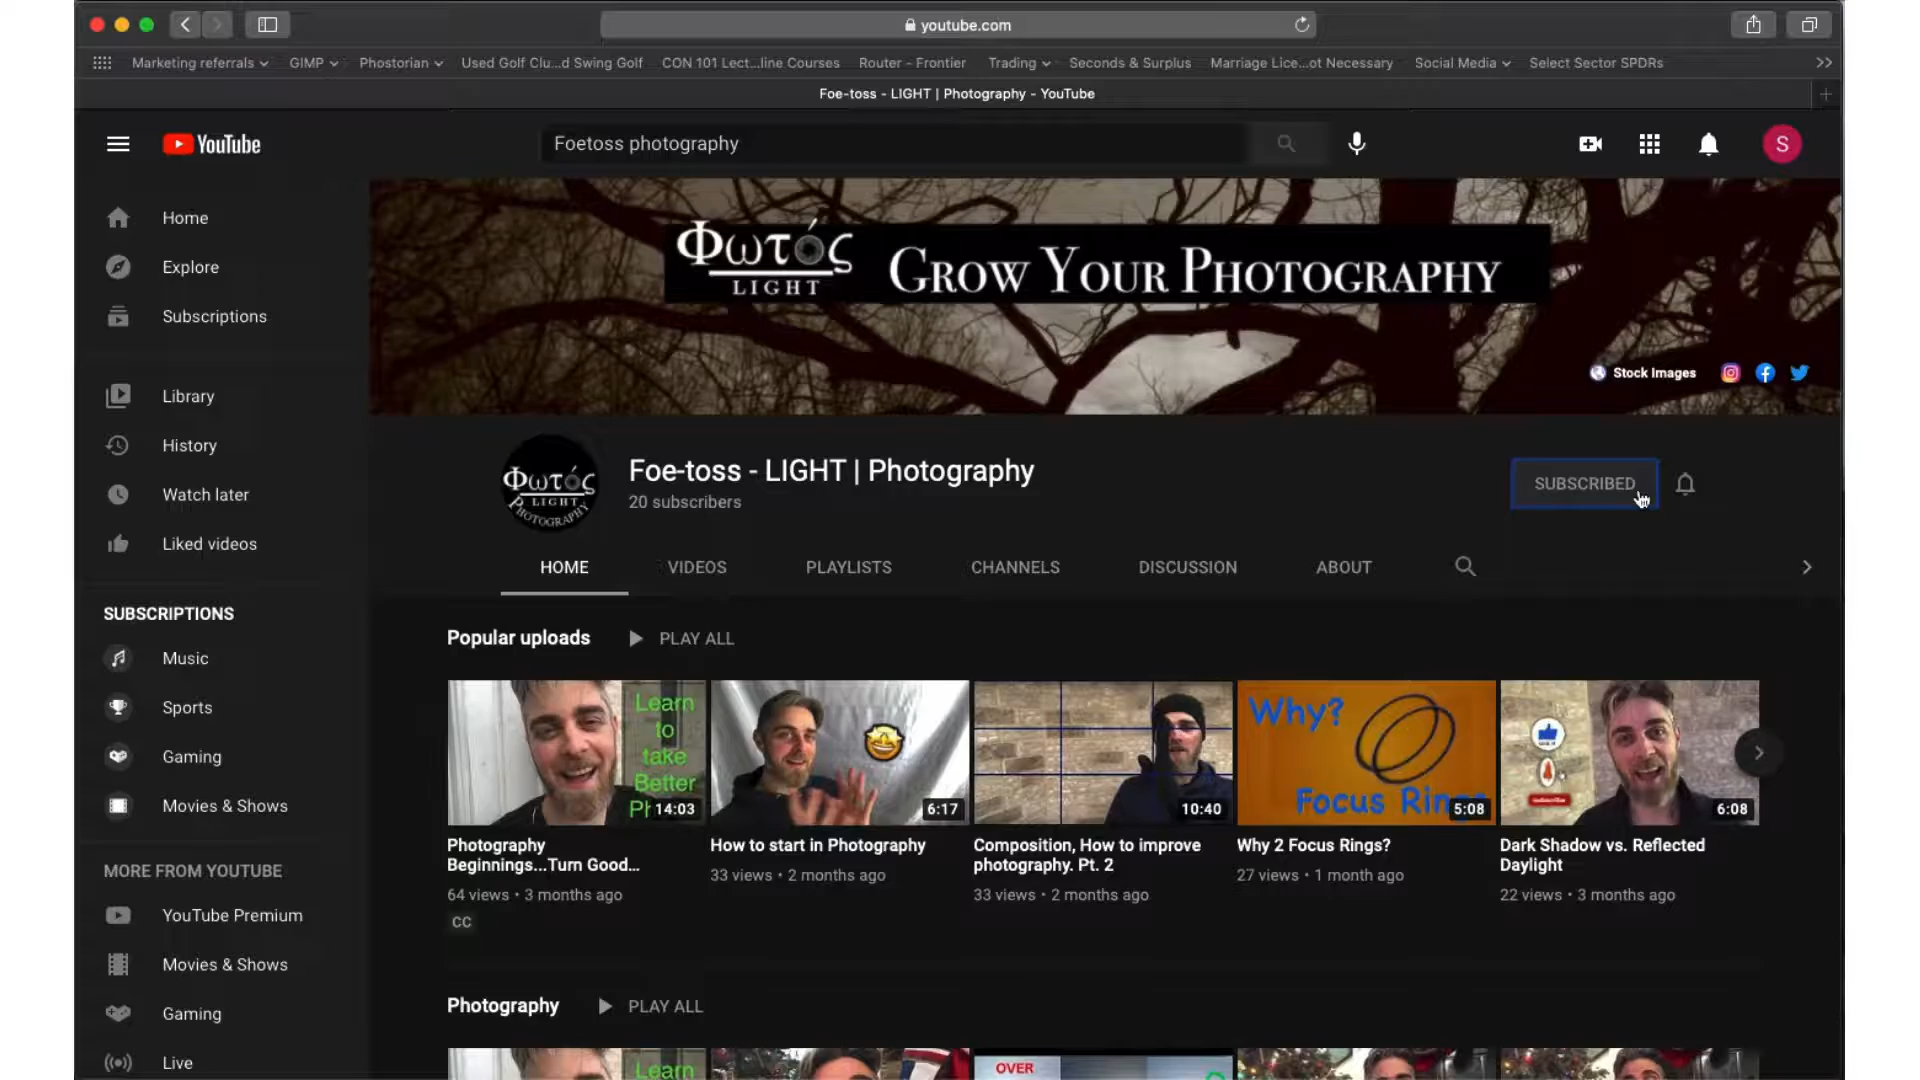 youtube.com
Marketing referrals
GIMP
Phostorian
Used Golf Clu...d Swing Golf
CON 101 Lect...line Courses
Router - Frontier
Trading
Seconds & Surplus
Marriage Lice...ot Necessary
Social Media
Select Sector SPDRs
Foe-toss - LIGHT | Photography - YouTube
YouTube
Foetoss photography
S
Home
Explore
Subscriptions
Library
History
Watch later
Liked videos
SUBSCRIPTIONS
Music
Sports
Gaming
Movies & Shows
MORE FROM YOUTUBE
YouTube Premium
Movies & Shows
Gaming
Live
Φωτός
LIGHT
GROW YOUR PHOTOGRAPHY
Stock Images
Φωτός
LIGHT
PHOTOGRAPHY
Foe-toss - LIGHT | Photography
20 subscribers
SUBSCRIBED
HOME
VIDEOS
PLAYLISTS
CHANNELS
DISCUSSION
ABOUT
Popular uploads
PLAY ALL
Learn
to
take
Better
14:03
Photography
Beginnings...Turn Good...
64 views • 3 months ago
CC
6:17
How to start in Photography
33 views • 2 months ago
10:40
Composition, How to improve
photography. Pt. 2
33 views • 2 months ago
Why?
Focus
5:08
Why 2 Focus Rings?
27 views • 1 month ago
6:08
Dark Shadow vs. Reflected
Daylight
22 views • 3 months ago
Photography
PLAY ALL
Learn
OVER